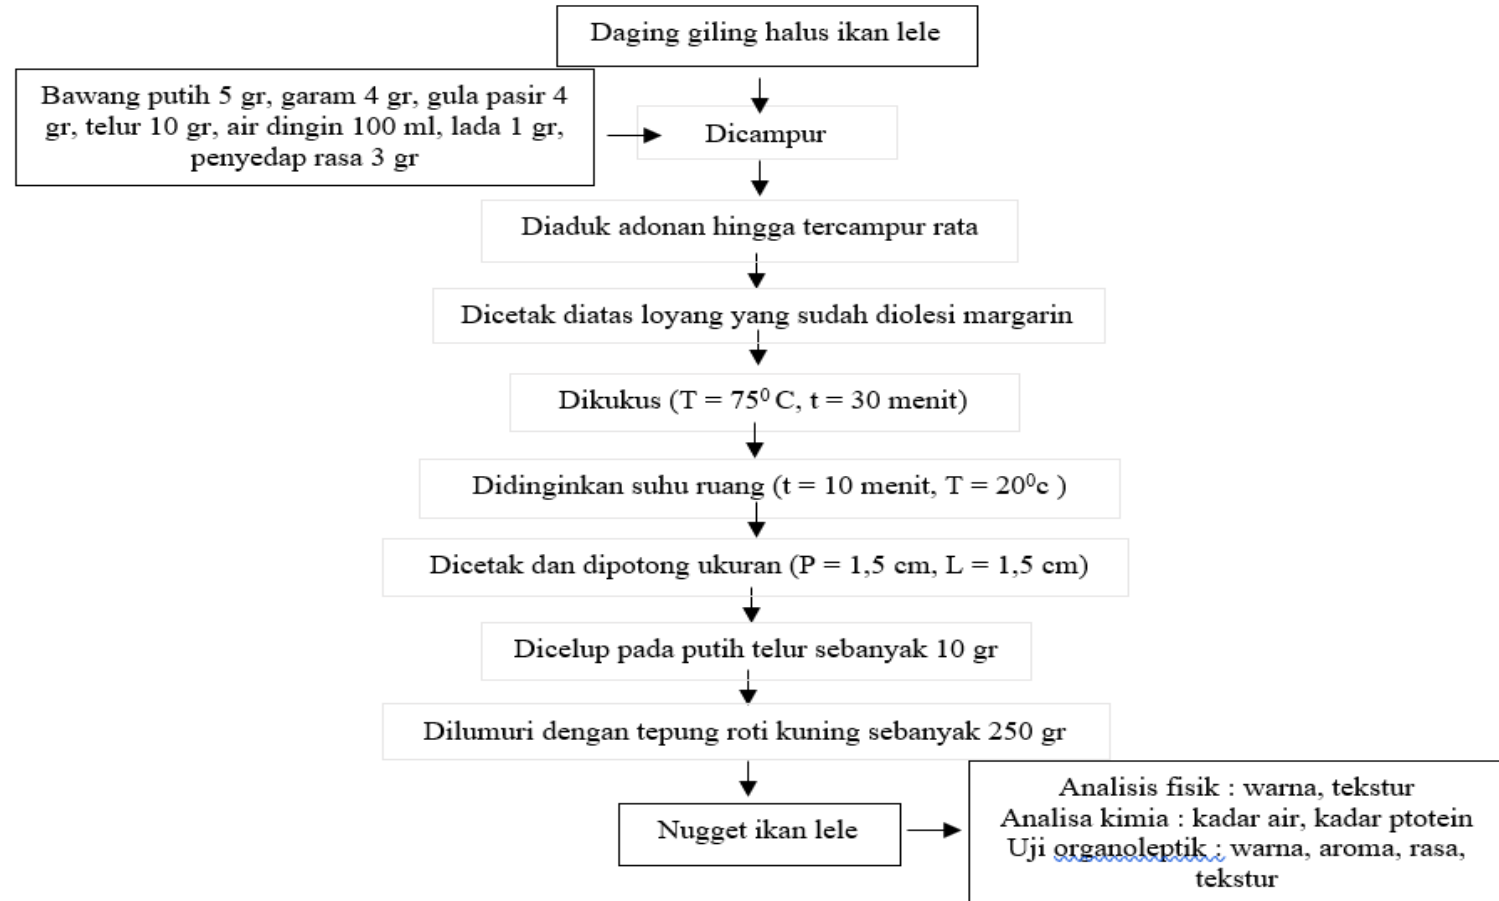 Daging giling halus ikan lele
Bawang putih 5 gr, garam 4 gr, gula pasir 4
gr, telur 10 gr, air dingin 100 ml, lada 1 gr,
penyedap rasa 3 gr
Dicampur
Diaduk adonan hingga tercampur rata
Dicetak diatas loyang yang sudah diolesi margarin
Dikukus (T = 75⁰ C, t = 30 menit)
Didinginkan suhu ruang (t = 10 menit, T = 20⁰c )
Dicetak dan dipotong ukuran (P = 1,5 cm, L = 1,5 cm)
Dicelup pada putih telur sebanyak 10 gr
Dilumuri dengan tepung roti kuning sebanyak 250 gr
Nugget ikan lele
Analisis fisik : warna, tekstur
Analisa kimia : kadar air, kadar ptotein
Uji organoleptik : warna, aroma, rasa,
tekstur